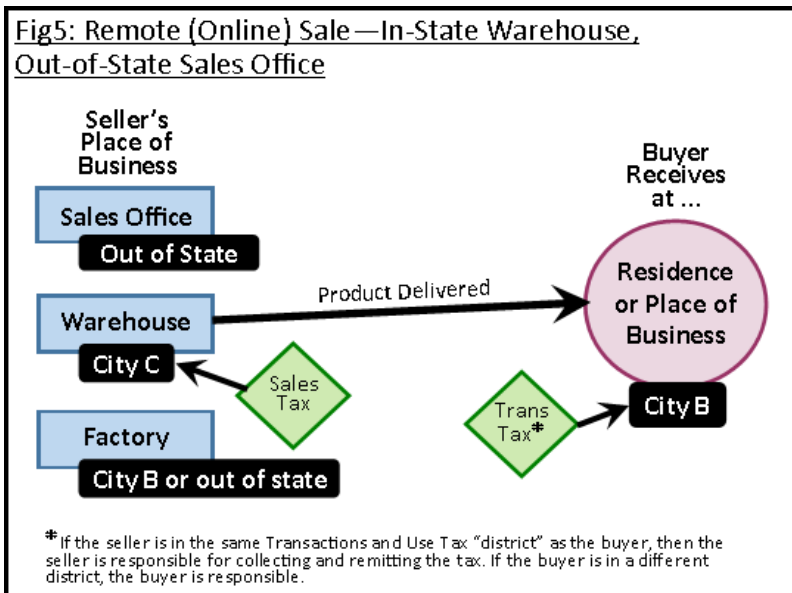 Fig5: Remote (Online) Sale—In-State Warehouse,
Out-of-State Sales Office
Seller's
Place of
Business
Buyer
Receives
at ...
Sales Office
Out of State
Product Delivered
Residence
or Place of
Business
Warehouse
City C
Sales
Tax
Trans
Tax*
City B
Factory
City B or out of state
*If the seller is in the same Transactions and Use Tax “district” as the buyer, then the
seller is responsible for collecting and remitting the tax. If the buyer is in a different
district, the buyer is responsible.